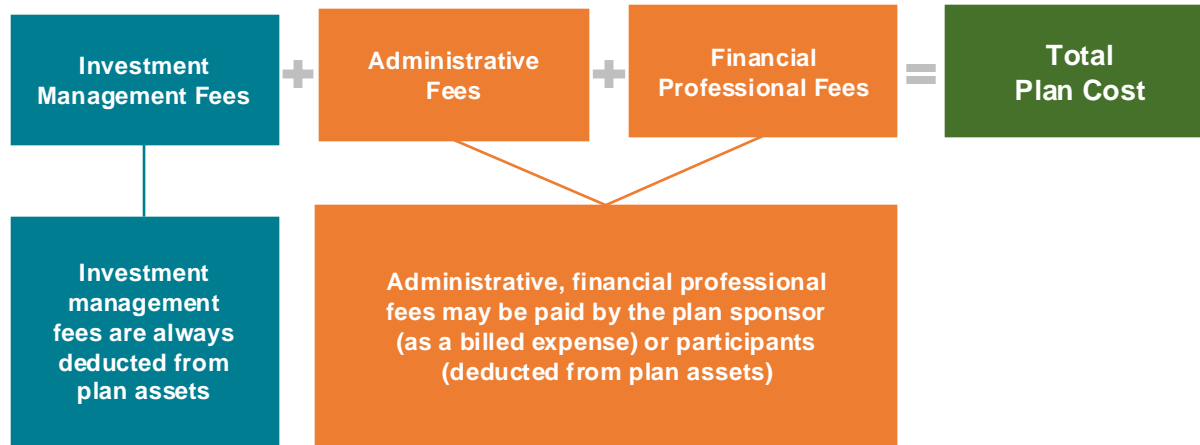 Investment
Management Fees
+
Administrative
Fees
+
Financial
Professional Fees
=
Total
Plan Cost
Investment
management
fees are always
deducted from
plan assets
Administrative, financial professional
fees may be paid by the plan sponsor
(as a billed expense) or participants
(deducted from plan assets)